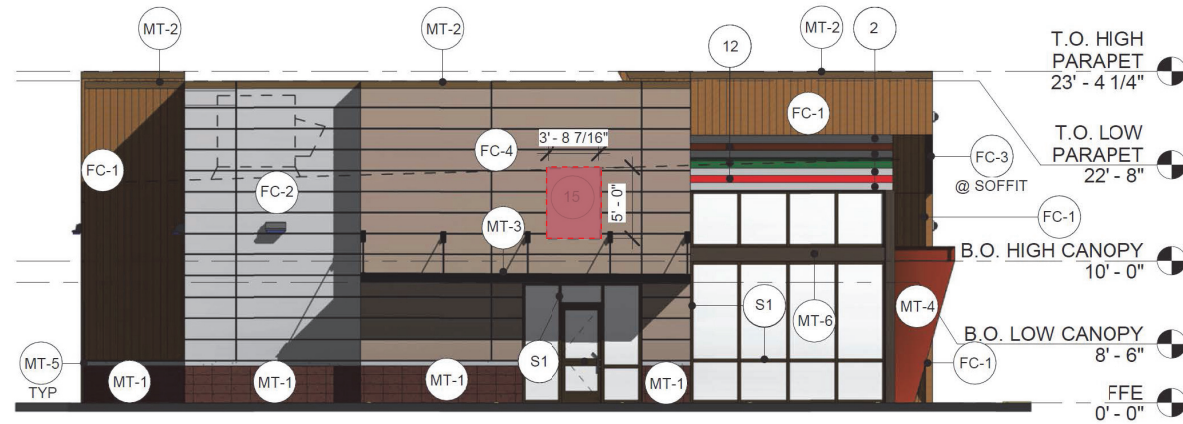 MT-2
MT-2
12
MT-2
2
T.O. HIGH
PARAPET
23' - 4 1/4"
FC-1
3' - 8 7/16"
T.O. LOW
PARAPET
22' - 8"
FC-4
FC-3
@ SOFFIT
FC-1
FC-2
15
5' - 0"
FC-1
MT-3
B.O. HIGH CANOPY
10' - 0"
S1
MT-4
MT-6
B.O. LOW CANOPY
8' - 6"
MT-5
TYP
S1
FC-1
MT-1
MT-1
MT-1
MT-1
FFE
0' - 0"